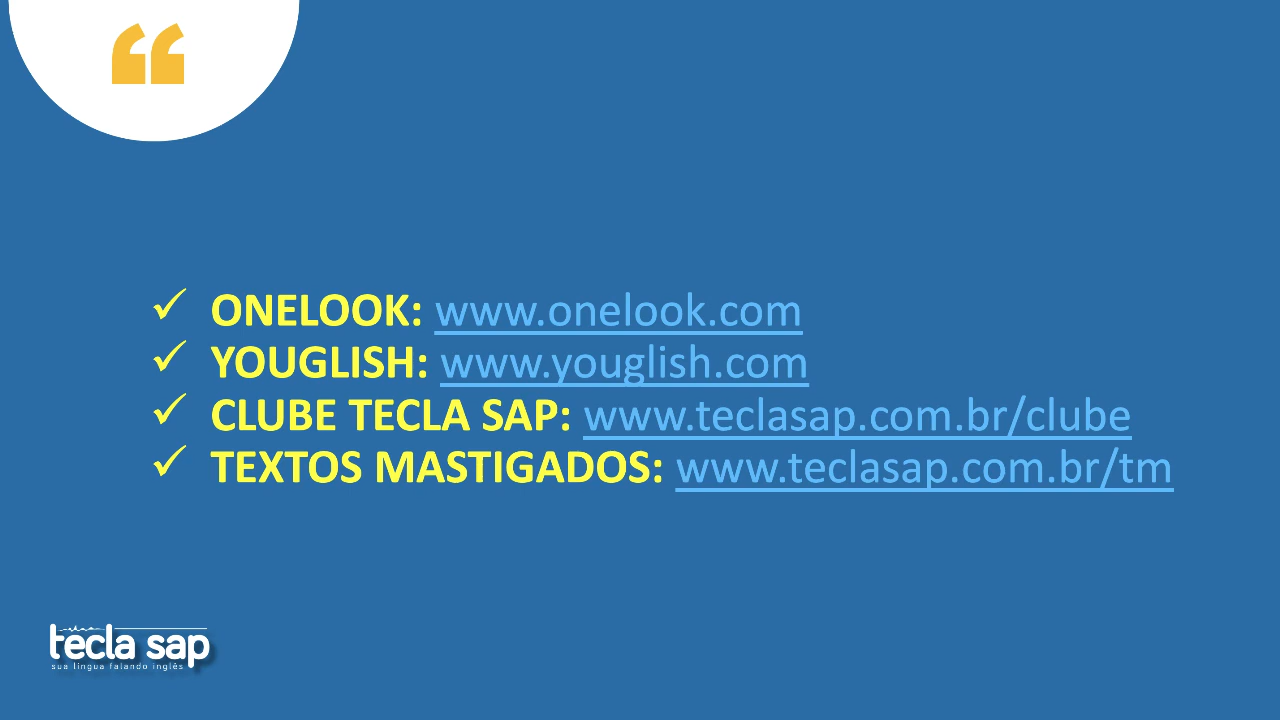 “
✓ ONELOOK: www.onelook.com
✓ YOUGLISH: www.youglish.com
✓ CLUBE TECLA SAP: www.teclasap.com.br/clube
✓ TEXTOS MASTIGADOS: www.teclasap.com.br/tm
tecla sap
sua língua falando inglês